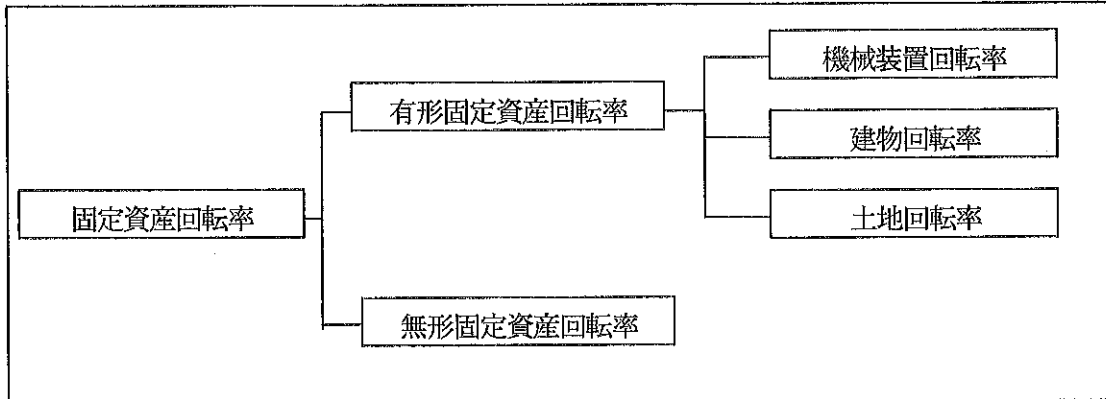 機械装置回転率
有形固定資産回転率
建物回転率
固定資産回転率
土地回転率
無形固定資産回転率